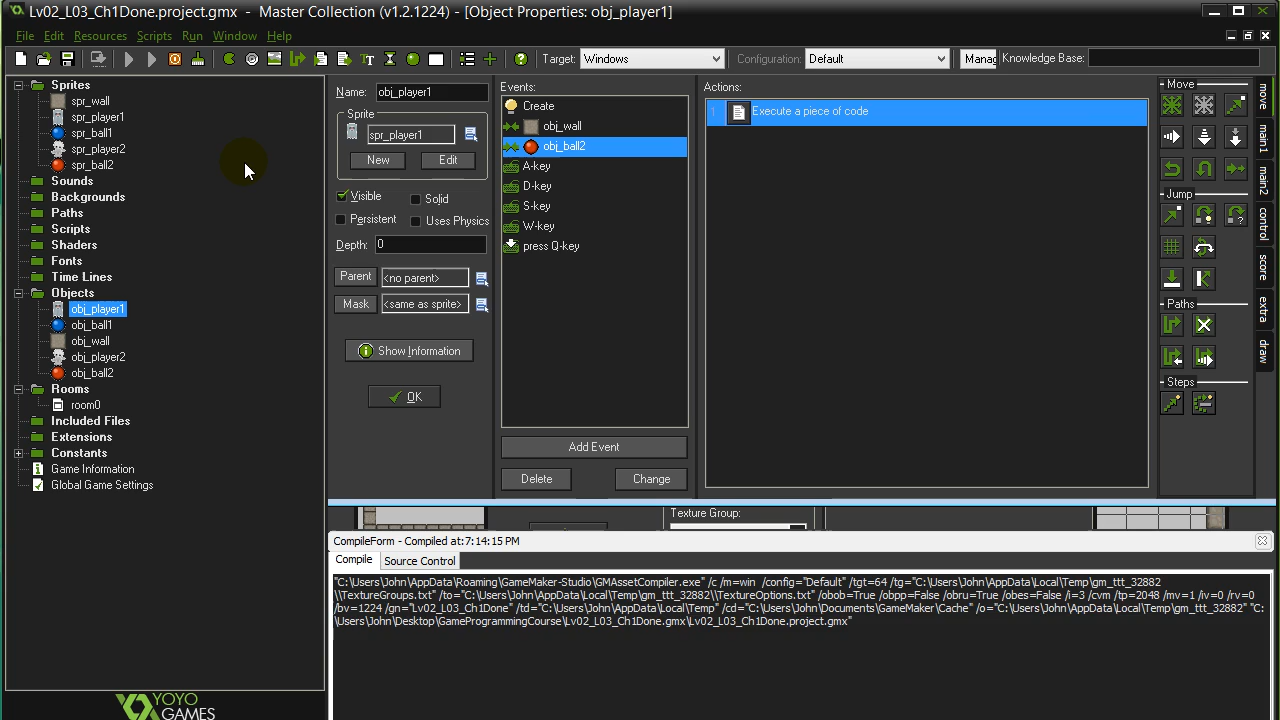 Lv02_L03_Ch1Done.project.gmx - Master Collection (v1.2.1224) - [Object Properties: obj_player1]
File Edit Resources Scripts Run Window Help
Target: Windows Configuration: Default Manag Knowledge Base:
Sprites
spr_wall
spr_player1
spr_ball1
spr_player2
spr_ball2
Sounds
Backgrounds
Paths
Scripts
Shaders
Fonts
Time Lines
Objects
obj_player1
obj_ball1
obj_wall
obj_player2
obj_ball2
Rooms
room0
Included Files
Extensions
Constants
Game Information
Global Game Settings
YOYO
GAMES
Name: obj_player1
Sprite
spr_player1
New Edit
Visible Solid
Persistent Uses Physics
Depth: 0
Parent <no parent>
Mask <same as sprite>
Show Information
OK
Events:
Create
obj_wall
obj_ball2
A-key
D-key
S-key
W-key
press Q-key
Add Event
Delete Change
Actions:
1 Execute a piece of code
Move
Jump
Paths
Steps
move
main1
main2
control
score
extra
draw
Texture Group:
CompileForm - Compiled at:7:14:15 PM
Compile Source Control
"C:\Users\John\AppData\Roaming\GameMaker-Studio\GMAssetCompiler.exe" /c /m=win /config="Default" /tgt=64 /tg="C:\Users\John\AppData\Local\Temp\gm_ttt_32882
\\TextureGroups.txt" /to="C:\Users\John\AppData\Local\Temp\gm_ttt_32882\\TextureOptions.txt" /obob=True /obpp=False /obru=True /obes=False /i=3 /cvm /tp=2048 /mv=1 /iv=0 /rv=0
/bv=1224 /gn="Lv02_L03_Ch1Done" /td="C:\Users\John\AppData\Local\Temp" /cd="C:\Users\John\Documents\GameMaker\Cache" /o="C:\Users\John\AppData\Local\Temp\gm_ttt_32882" "C:
\Users\John\Desktop\GameProgrammingCourse\Lv02_L03_Ch1Done.gmx\Lv02_L03_Ch1Done.project.gmx"